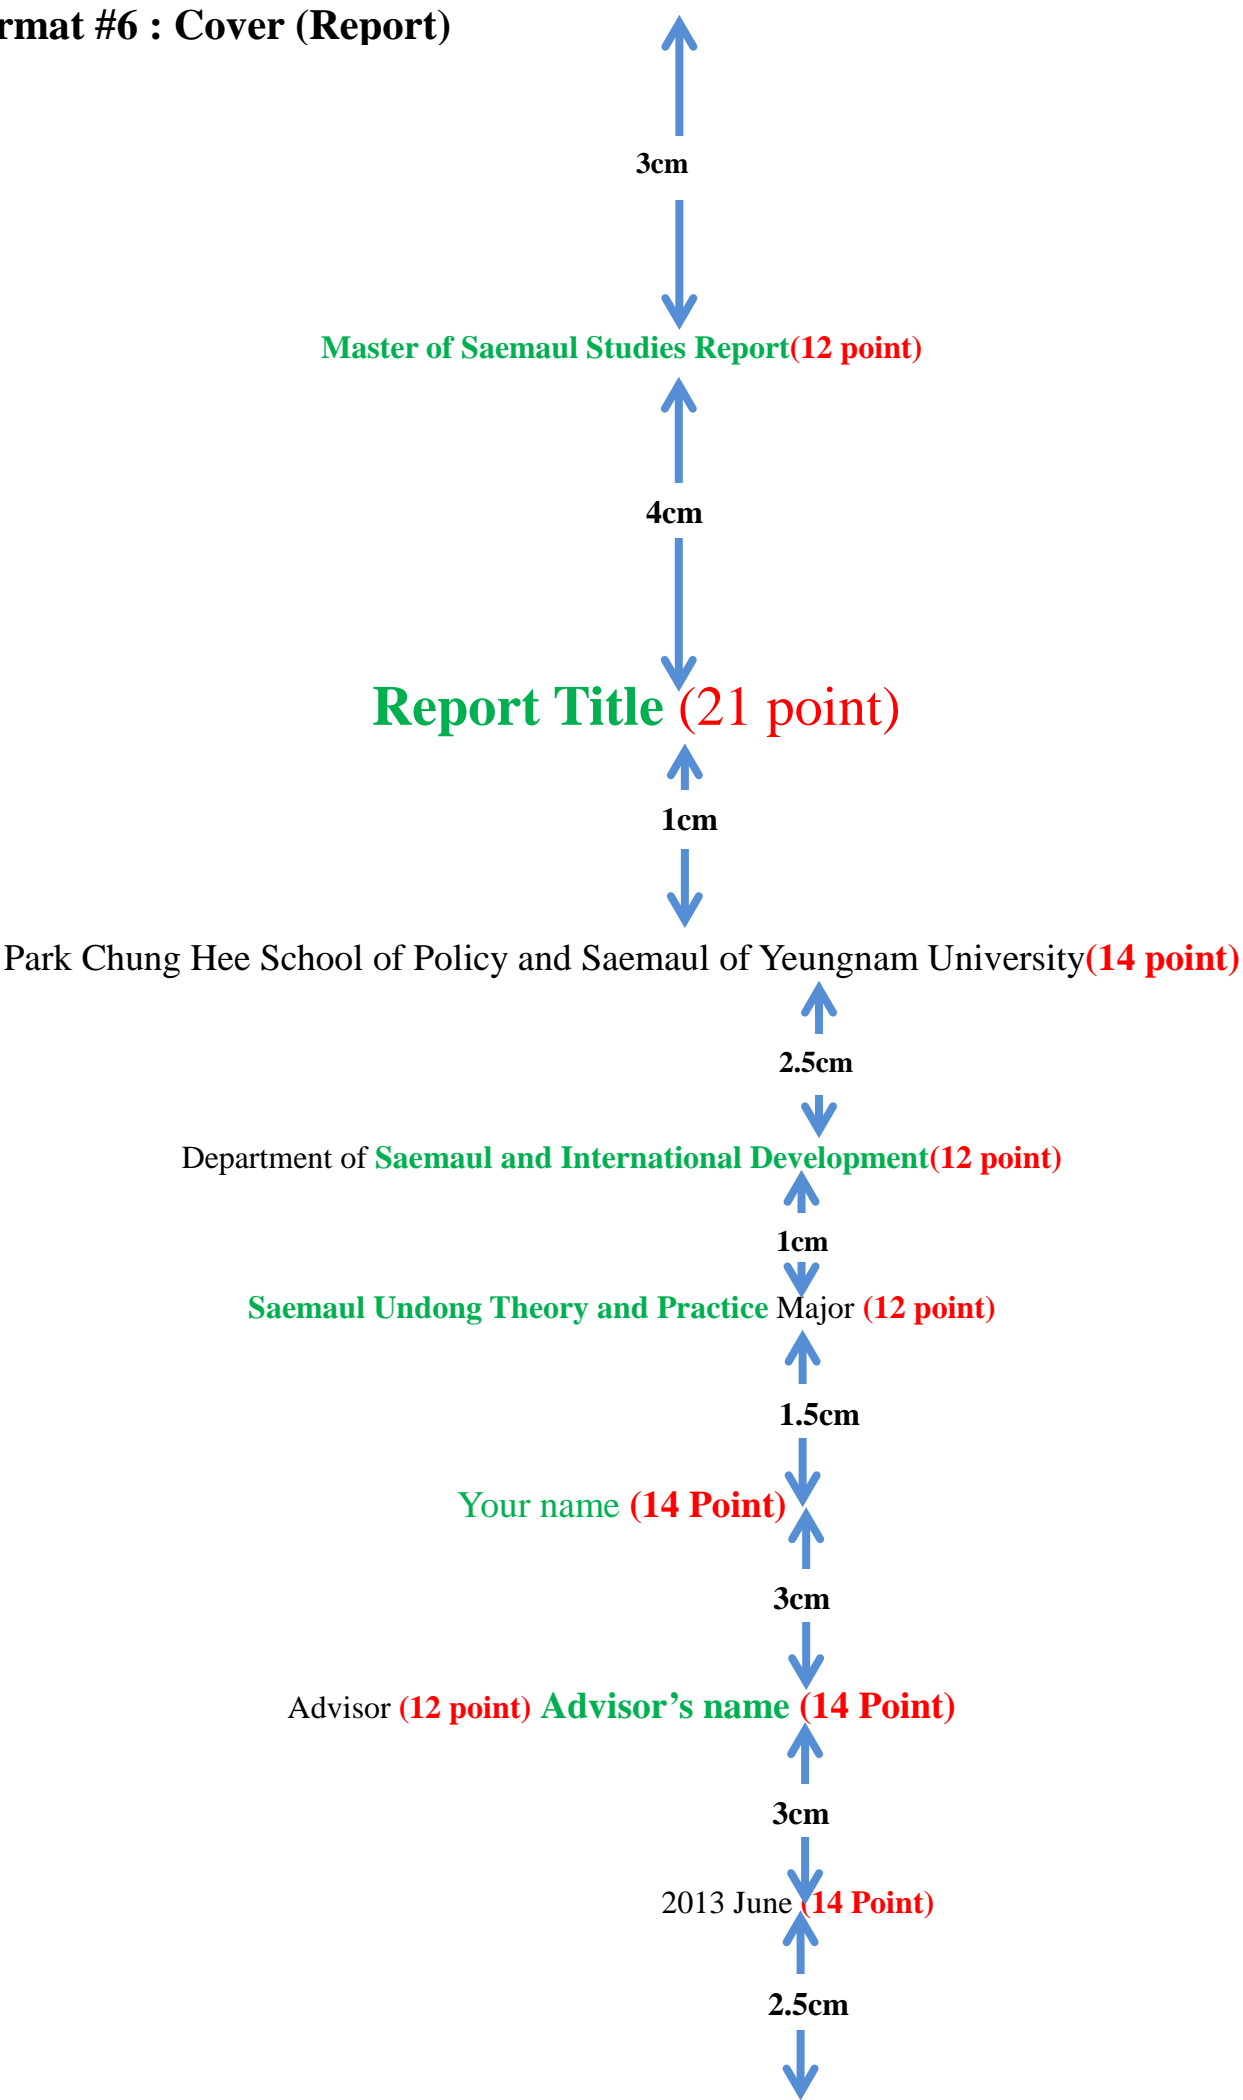 rmat #6 : Cover (Report)
3cm
Master of Saemaul Studies Report(12 point)
4cm
Report Title (21 point)
1cm
Park Chung Hee School of Policy and Saemaul of Yeungnam University(14 point)
2.5cm
Department of Saemaul and International Development(12 point)
1cm
Saemaul Undong Theory and Practice Major (12 point)
1.5cm
Your name (14 Point)
3cm
Advisor (12 point) Advisor’s name (14 Point)
3cm
2013 June (14 Point)
2.5cm